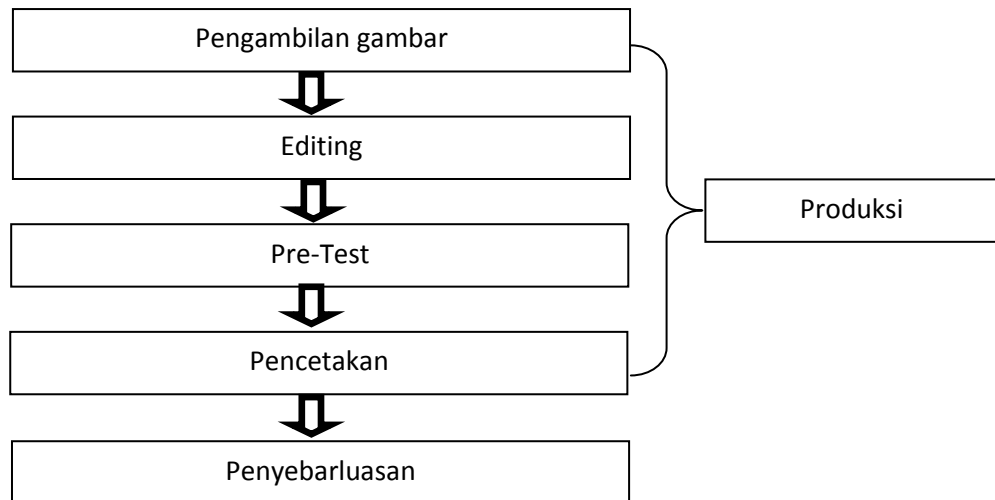 Pengambilan gambar
Editing
Produksi
Pre-Test
Pencetakan
Penyebarluasan